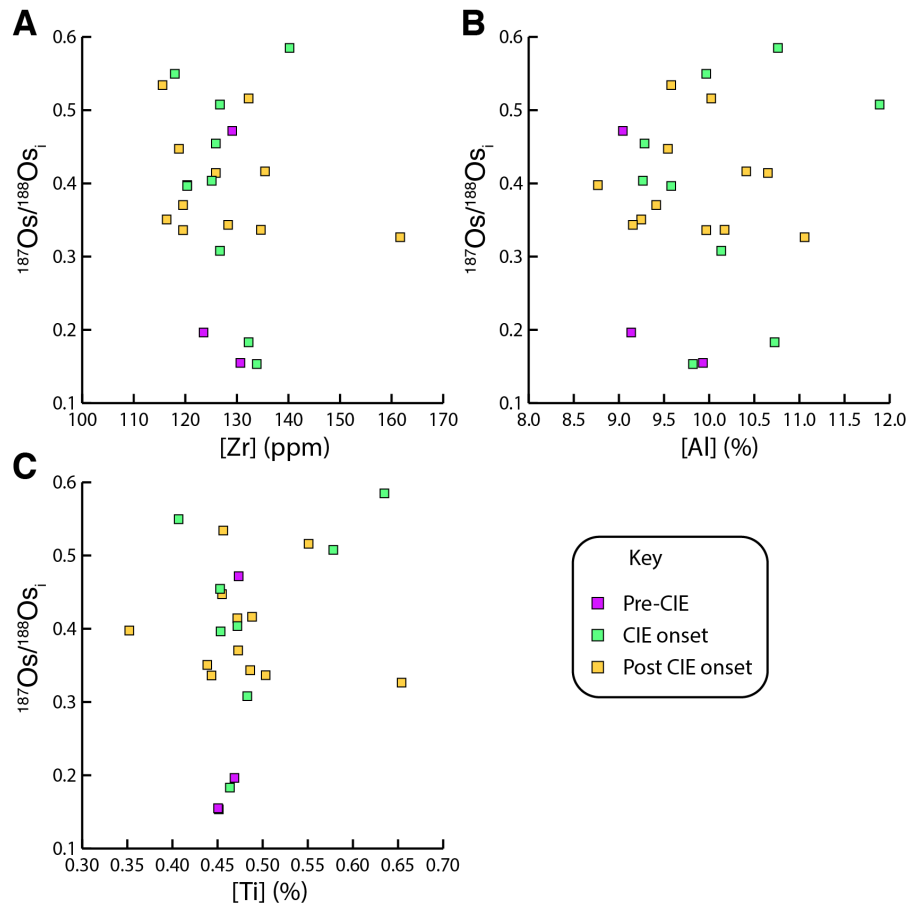 A
0.6
0.5
0.4
0.3
0.2
0.1
187Os/188Osi
100 110 120 130 140 150 160 170
[Zr] (ppm)
B
0.6
0.5
0.4
0.3
0.2
0.1
187Os/188Osi
8.0 8.5 9.0 9.5 10.0 10.5 11.0 11.5 12.0
[Al] (%)
C
0.6
0.5
0.4
0.3
0.2
0.1
187Os/188Osi
0.30 0.35 0.40 0.45 0.50 0.55 0.60 0.65 0.70
[Ti] (%)
Key
Pre-CIE
CIE onset
Post CIE onset